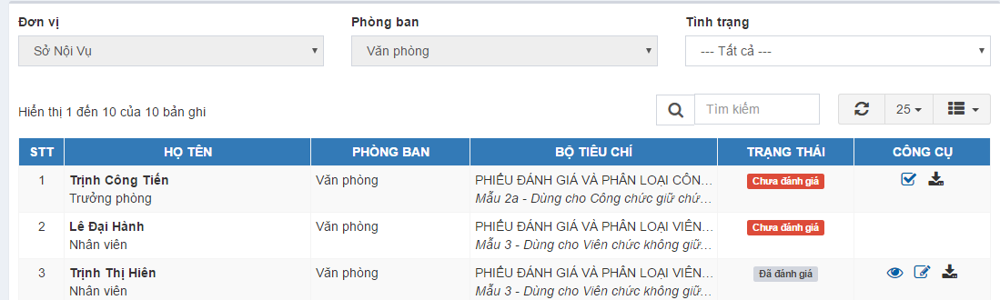 Đơn vị Phòng ban Tình trạng
Sở Nội Vụ Văn phòng --- Tất cả ---
Hiển thị 1 đến 10 của 10 bản ghi Tìm kiếm 25
STT HỌ TÊN PHÒNG BAN BỘ TIÊU CHÍ TRẠNG THÁI CÔNG CỤ
1 Trịnh Công Tiến Văn phòng PHIẾU ĐÁNH GIÁ VÀ PHÂN LOẠI CÔN... Chưa đánh giá
Trưởng phòng Mẫu 2a - Dùng cho Công chức giữ chứ...
2 Lê Đại Hành Văn phòng PHIẾU ĐÁNH GIÁ VÀ PHÂN LOẠI VIÊN... Chưa đánh giá
Nhân viên Mẫu 3 - Dùng cho Viên chức không giữ...
3 Trịnh Thị Hiên Văn phòng PHIẾU ĐÁNH GIÁ VÀ PHÂN LOẠI VIÊN... Đã đánh giá
Nhân viên Mẫu 3 - Dùng cho Viên chức không giữ...